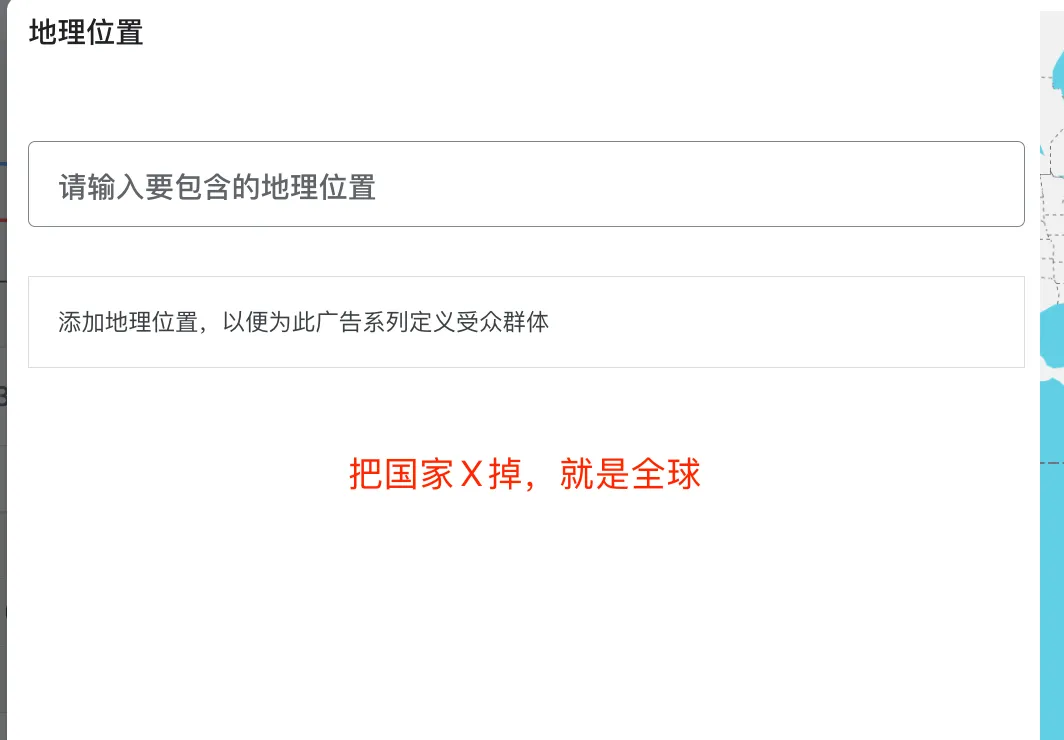 地理位置
请输入要包含的地理位置
添加地理位置，以便为此广告系列定义受众群体
把国家X掉，就是全球